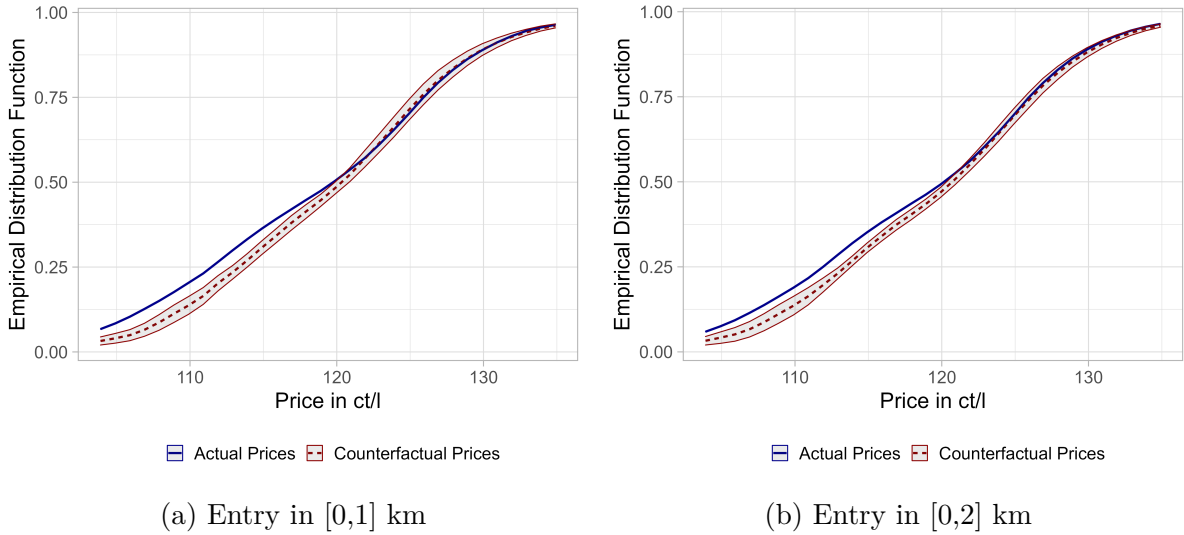 Empirical Distribution Function
1.00
0.75
0.50
0.25
0.00
110 120 130
Price in ct/l
Actual Prices Counterfactual Prices
(a) Entry in [0,1] km
Empirical Distribution Function
1.00
0.75
0.50
0.25
0.00
110 120 130
Price in ct/l
Actual Prices Counterfactual Prices
(b) Entry in [0,2] km